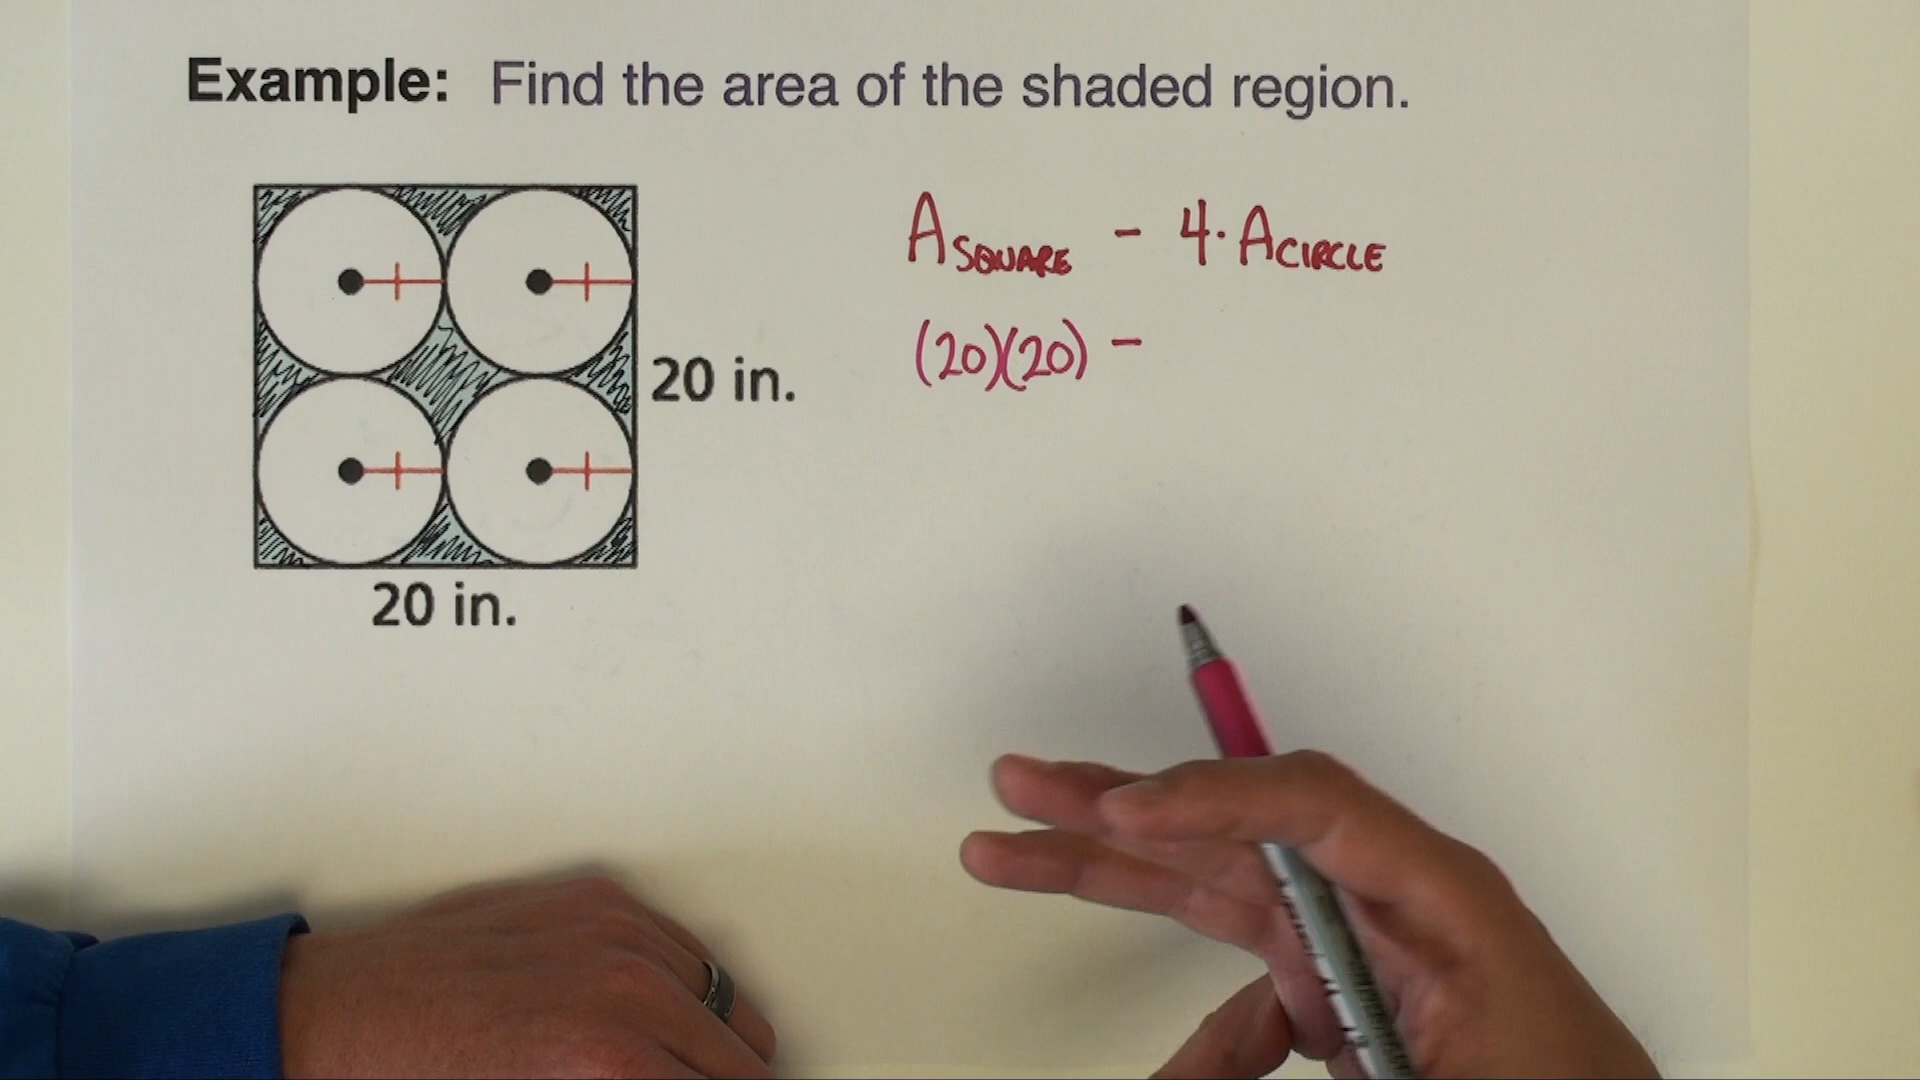 Example: Find the area of the shaded region.
A SQUARE - 4 · A CIRCLE
(20)(20) -
20 in.
20 in.